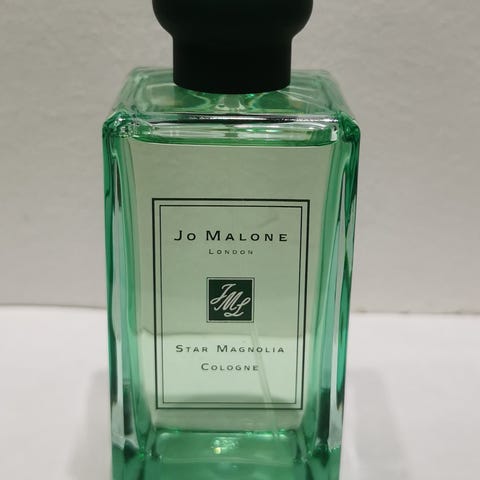 Jo Malone
London
JML
Star Magnolia
Cologne